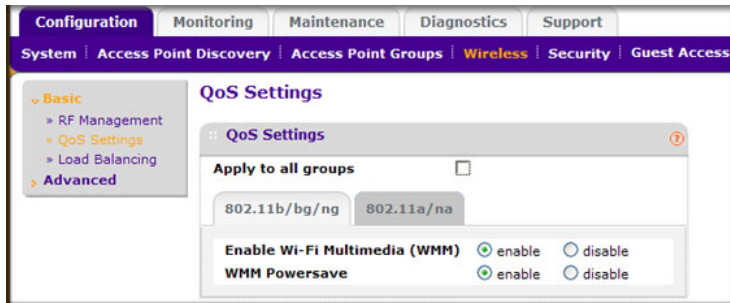 Configuration Monitoring Maintenance Diagnostics Support
System Access Point Discovery Access Point Groups Wireless Security Guest Access
Basic
» RF Management
» QoS Settings
» Load Balancing
Advanced
QoS Settings
QoS Settings ?
Apply to all groups
802.11b/bg/ng 802.11a/na
Enable Wi-Fi Multimedia (WMM) enable disable
WMM Powersave enable disable